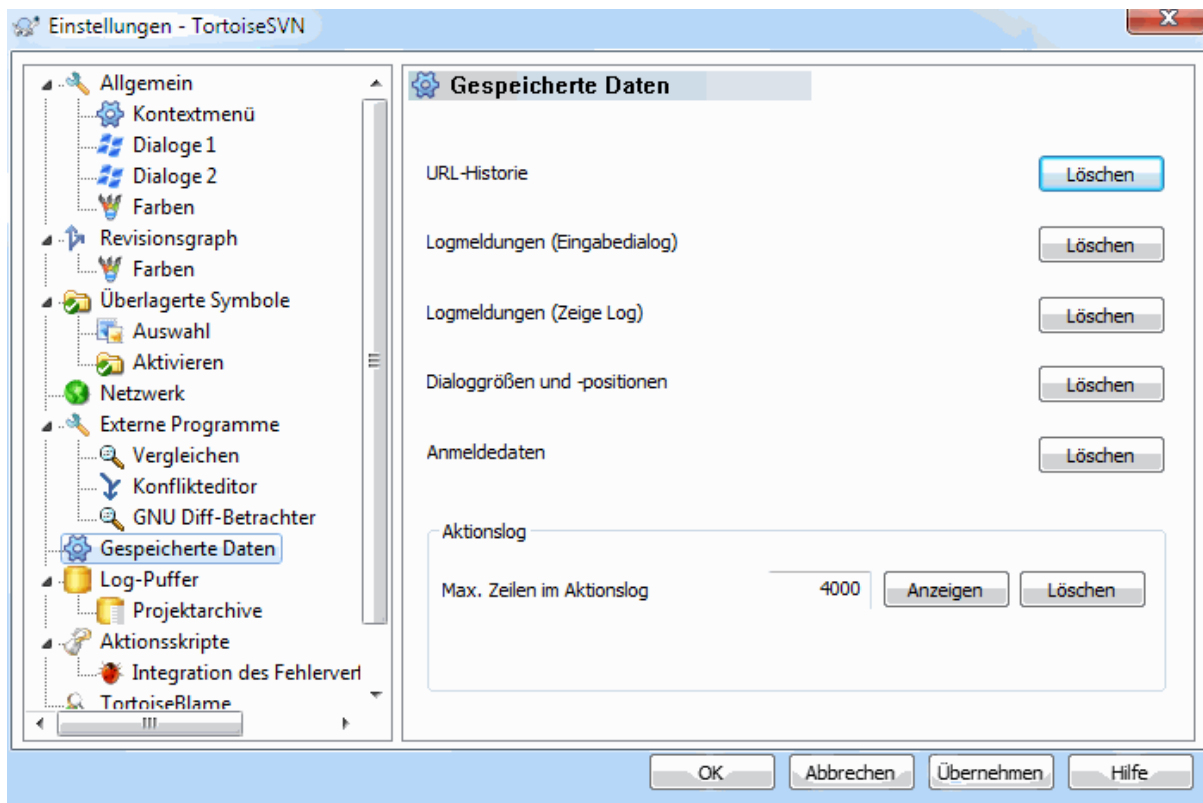 Einstellungen - TortoiseSVN
Allgemein
Kontextmenü
Dialoge 1
Dialoge 2
Farben
Revisionsgraph
Farben
Überlagerte Symbole
Auswahl
Aktivieren
Netzwerk
Externe Programme
Vergleichen
Konflikteditor
GNU Diff-Betrachter
Gespeicherte Daten
Log-Puffer
Projektarchive
Aktionsskripte
Integration des Fehlervert
TortoiseBlame
Gespeicherte Daten
URL-Historie Löschen
Logmeldungen (Eingabedialog) Löschen
Logmeldungen (Zeige Log) Löschen
Dialoggrößen und -positionen Löschen
Anmeldedaten Löschen
Aktionslog
Max. Zeilen im Aktionslog 4000 Anzeigen Löschen
OK Abbrechen Übernehmen Hilfe